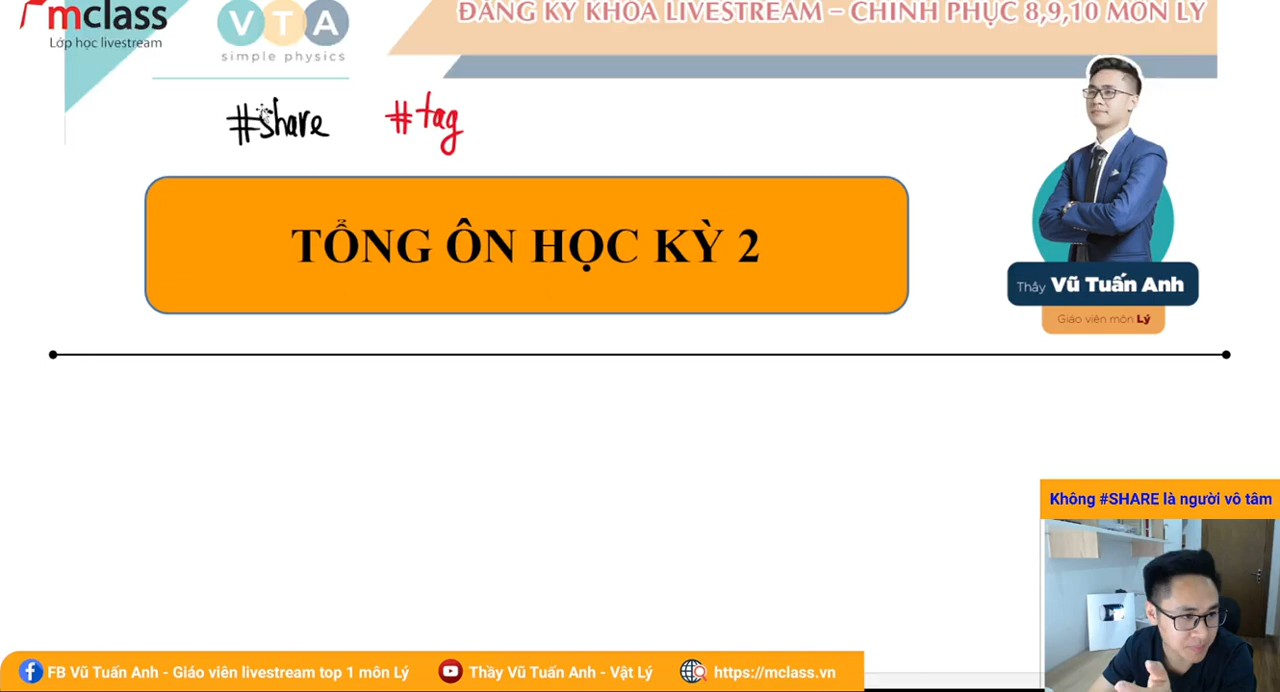 mclass
Lớp học livestream
VTA
simple physics
ĐĂNG KÝ KHÓA LIVESTREAM – CHINH PHỤC 8,9,10 MÔN LÝ
#share #tag
TỔNG ÔN HỌC KỲ 2
Thầy Vũ Tuấn Anh
Giáo viên môn Lý
Không #SHARE là người vô tâm
FB Vũ Tuấn Anh - Giáo viên livestream top 1 môn Lý
Thầy Vũ Tuấn Anh - Vật Lý
https://mclass.vn